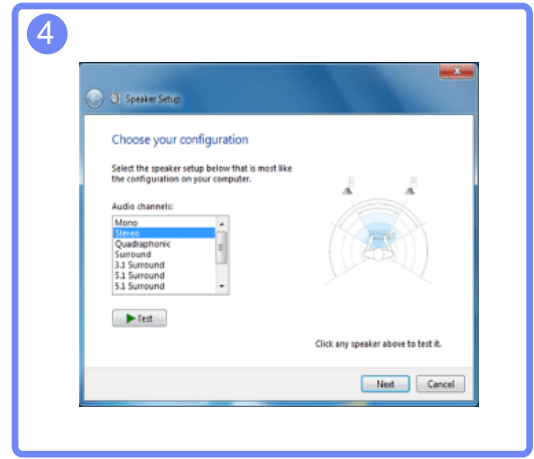 4
Speaker Setup
Choose your configuration
Select the speaker setup below that is most like
the configuration on your computer.
Audio channels:
Mono
Stereo
Quadraphonic
Surround
3.1 Surround
5.1 Surround
5.1 Surround
Test
Click any speaker above to test it.
Next Cancel